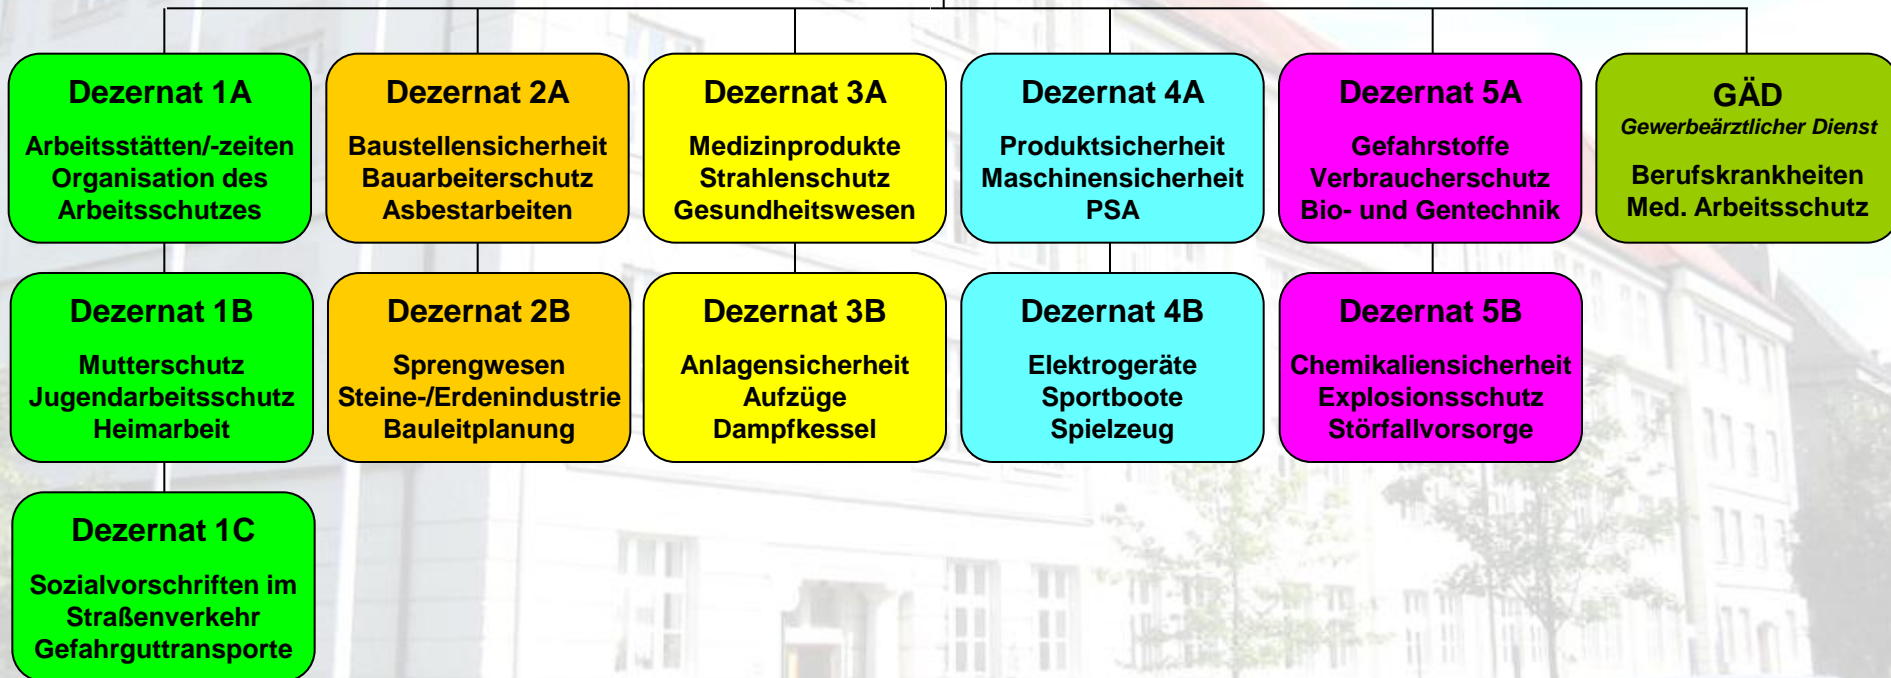 Dezernat 1A
Arbeitsstätten/-zeiten
Organisation des
Arbeitsschutzes
Dezernat 2A
Baustellensicherheit
Bauarbeiterschutz
Asbestarbeiten
Dezernat 3A
Medizinprodukte
Strahlenschutz
Gesundheitswesen
Dezernat 4A
Produktsicherheit
Maschinensicherheit
PSA
Dezernat 5A
Gefahrstoffe
Verbraucherschutz
Bio- und Gentechnik
GÄD
Gewerbeärztlicher Dienst
Berufskrankheiten
Med. Arbeitsschutz
Dezernat 1B
Mutterschutz
Jugendarbeitsschutz
Heimarbeit
Dezernat 2B
Sprengwesen
Steine-/Erdenindustrie
Bauleitplanung
Dezernat 3B
Anlagensicherheit
Aufzüge
Dampfkessel
Dezernat 4B
Elektrogeräte
Sportboote
Spielzeug
Dezernat 5B
Chemikaliensicherheit
Explosionsschutz
Störfallvorsorge
Dezernat 1C
Sozialvorschriften im
Straßenverkehr
Gefahrguttransporte